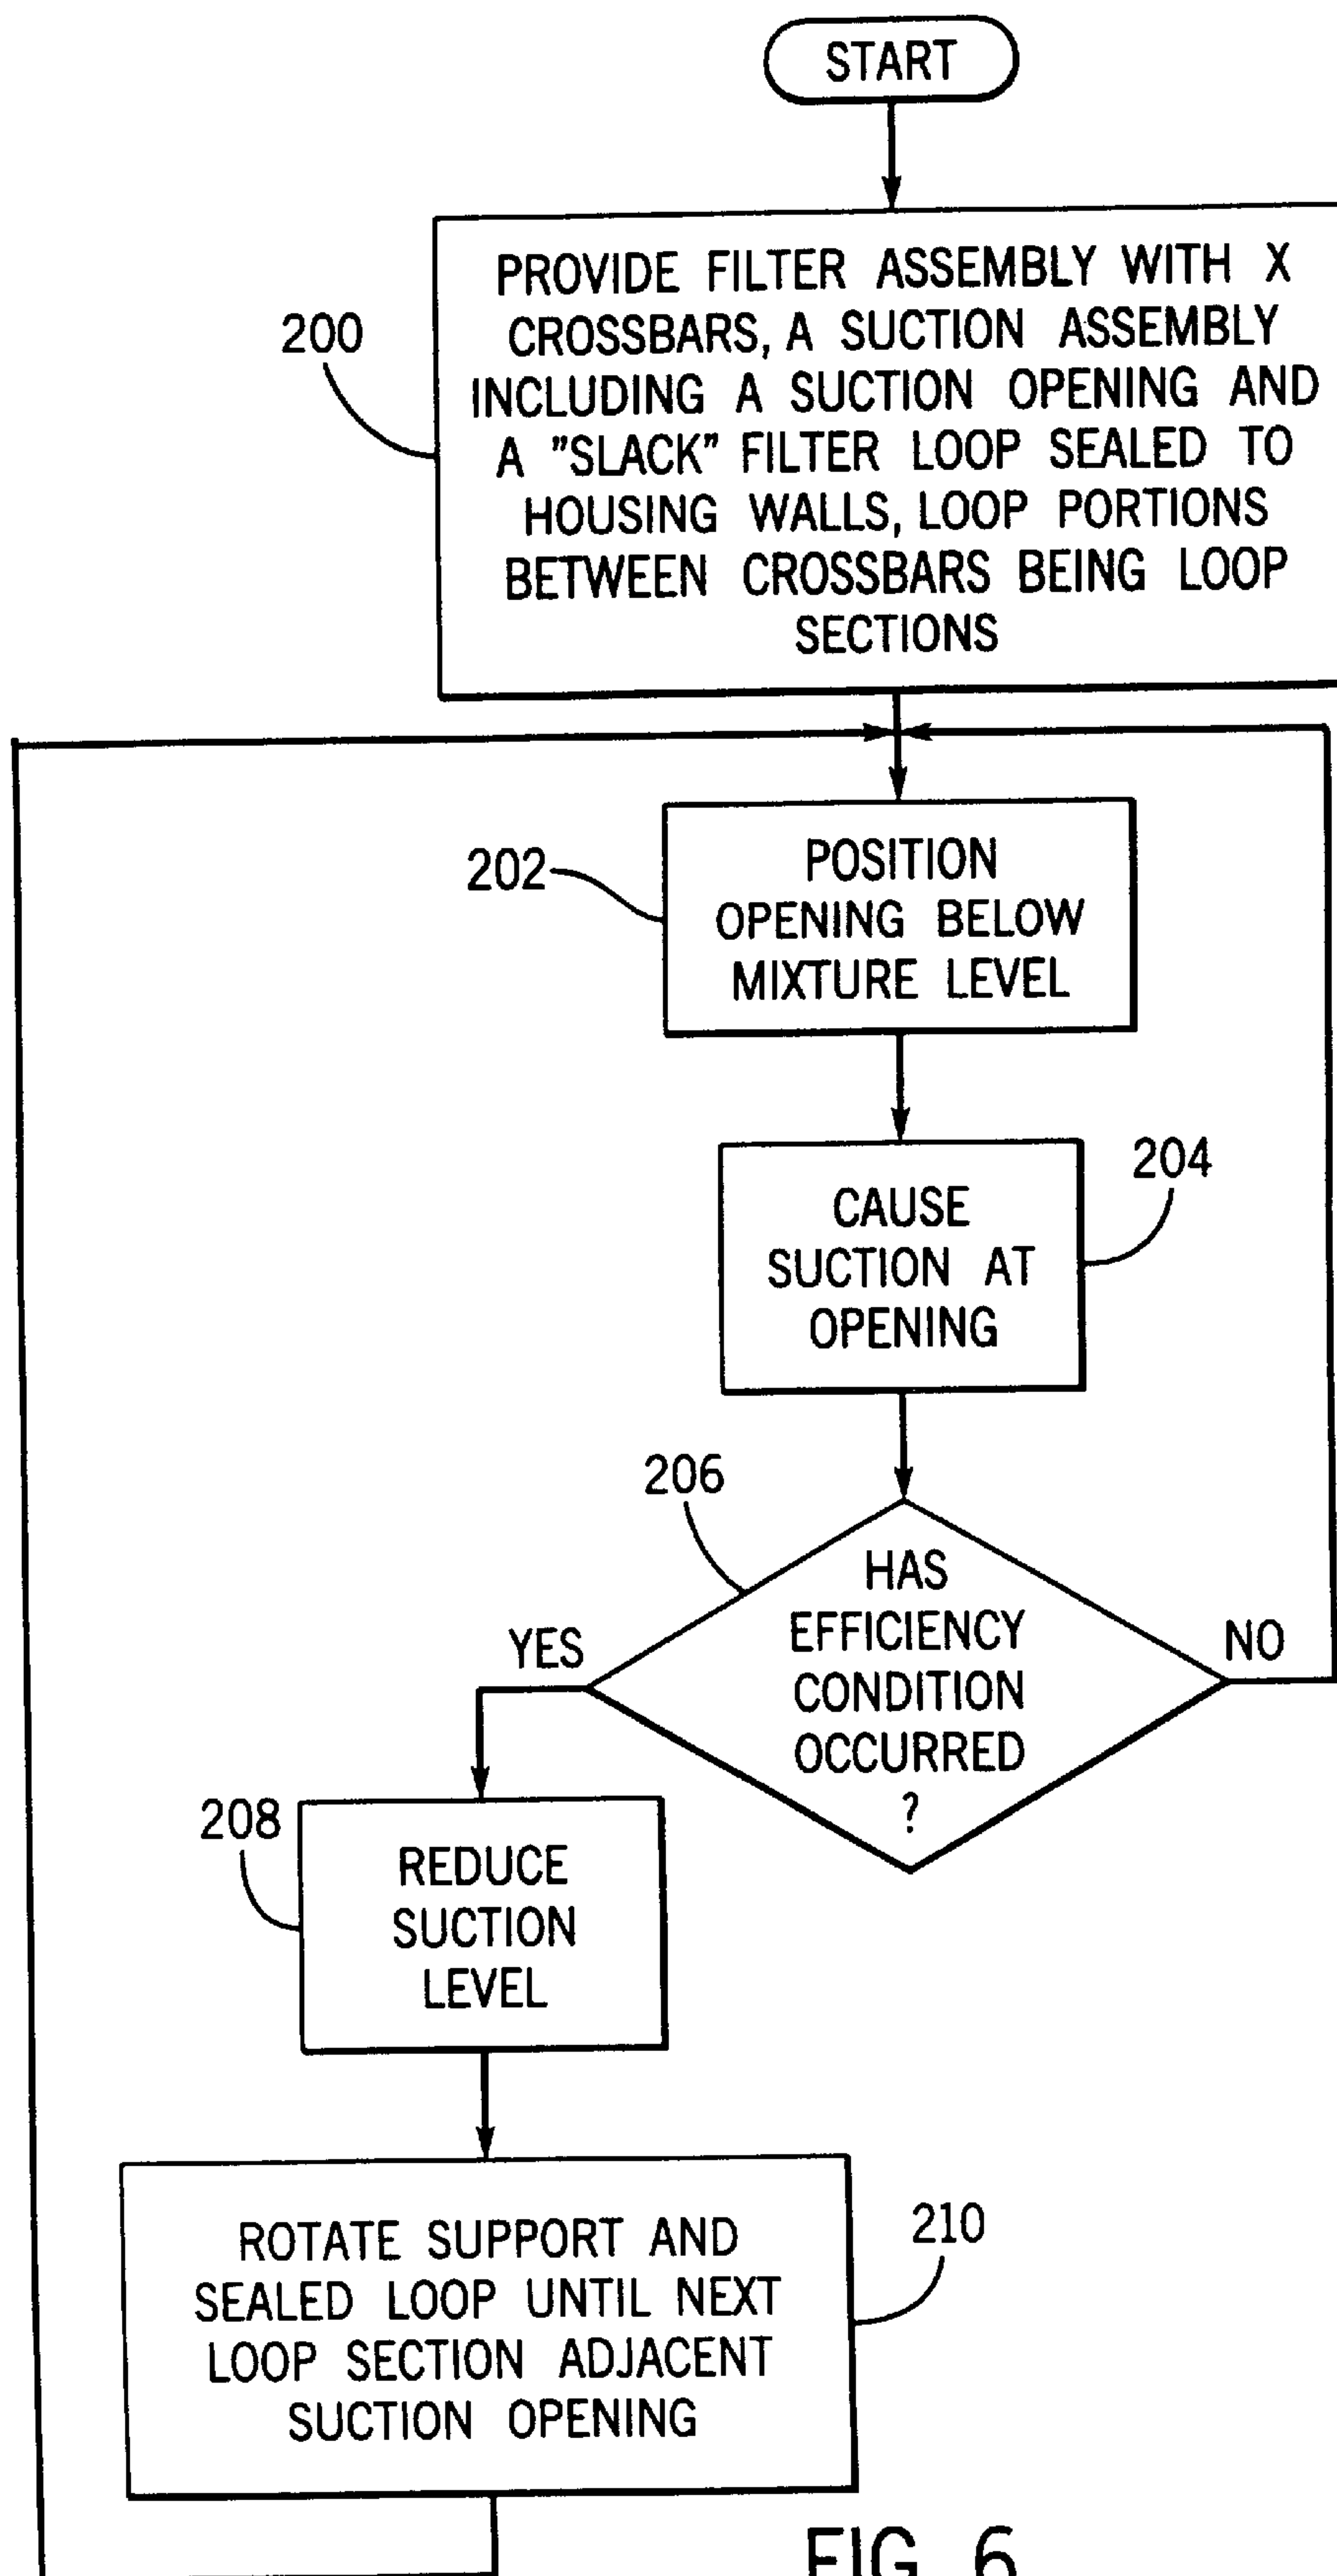 START
PROVIDE FILTER ASSEMBLY WITH X
CROSSBARS, A SUCTION ASSEMBLY
INCLUDING A SUCTION OPENING AND
A "SLACK" FILTER LOOP SEALED TO
HOUSING WALLS, LOOP PORTIONS
BETWEEN CROSSBARS BEING LOOP
SECTIONS
200
202
POSITION
OPENING BELOW
MIXTURE LEVEL
204
CAUSE
SUCTION AT
OPENING
206
HAS
EFFICIENCY
CONDITION
OCCURRED
?
YES
NO
208
REDUCE
SUCTION
LEVEL
210
ROTATE SUPPORT AND
SEALED LOOP UNTIL NEXT
LOOP SECTION ADJACENT
SUCTION OPENING
FIG. 6